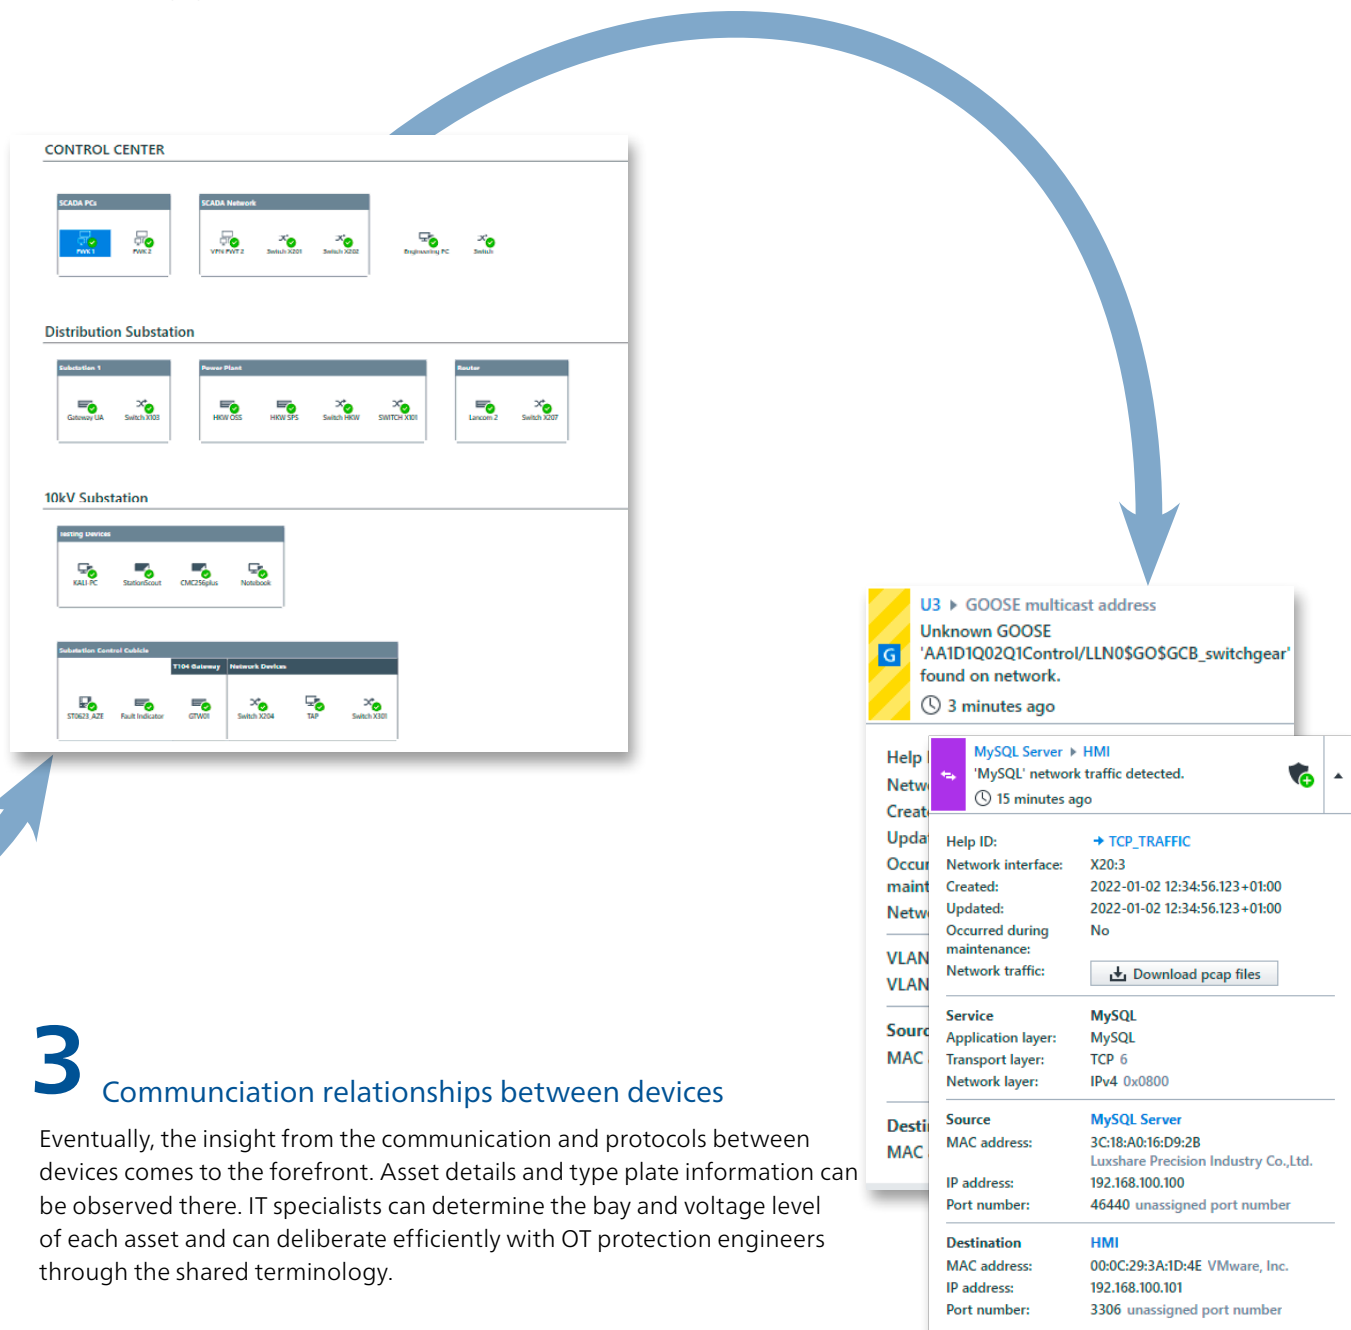 CONTROL CENTER
SCADA PCs
SCADA Network
PWK 1
PWK 2
VPN PWT 2
Switch X201
Switch X202
Engineering PC
Switch
Distribution Substation
Substation 1
Power Plant
Router
Gateway UA
Switch X103
HKW OSS
HKW SPS
Switch HKW
SWITCH X101
Lancom 2
Switch X207
10kV Substation
Testing Devices
KALI PC
StationScout
CMC256plus
Notebook
Substation Control Cubicle
T104 Gateway
Network Devices
ST0623_AZE
Fault Indicator
GTW01
Switch X204
TAP
Switch X301
U3 GOOSE multicast address
Unknown GOOSE
G
'AA1D1Q02Q1Control/LLN0$GO$GCB_switchgear'
found on network.
3 minutes ago
Help
Netw
Creat
Updat
Occur
maint
Netw
VLAN
VLAN
Sourc
MAC
Desti
MAC
MySQL Server HMI
'MySQL' network traffic detected.
15 minutes ago
Help ID: TCP_TRAFFIC
Network interface: X20:3
Created: 2022-01-02 12:34:56.123+01:00
Updated: 2022-01-02 12:34:56.123+01:00
Occurred during No
maintenance:
Network traffic: Download pcap files
Service MySQL
Application layer: MySQL
Transport layer: TCP 6
Network layer: IPv4 0x0800
Source MySQL Server
MAC address: 3C:18:A0:16:D9:2B
Luxshare Precision Industry Co.,Ltd.
IP address: 192.168.100.100
Port number: 46440 unassigned port number
Destination HMI
MAC address: 00:0C:29:3A:1D:4E VMware, Inc.
IP address: 192.168.100.101
Port number: 3306 unassigned port number
3 Communciation relationships between devices
Eventually, the insight from the communication and protocols between
devices comes to the forefront. Asset details and type plate information can
be observed there. IT specialists can determine the bay and voltage level
of each asset and can deliberate efficiently with OT protection engineers
through the shared terminology.